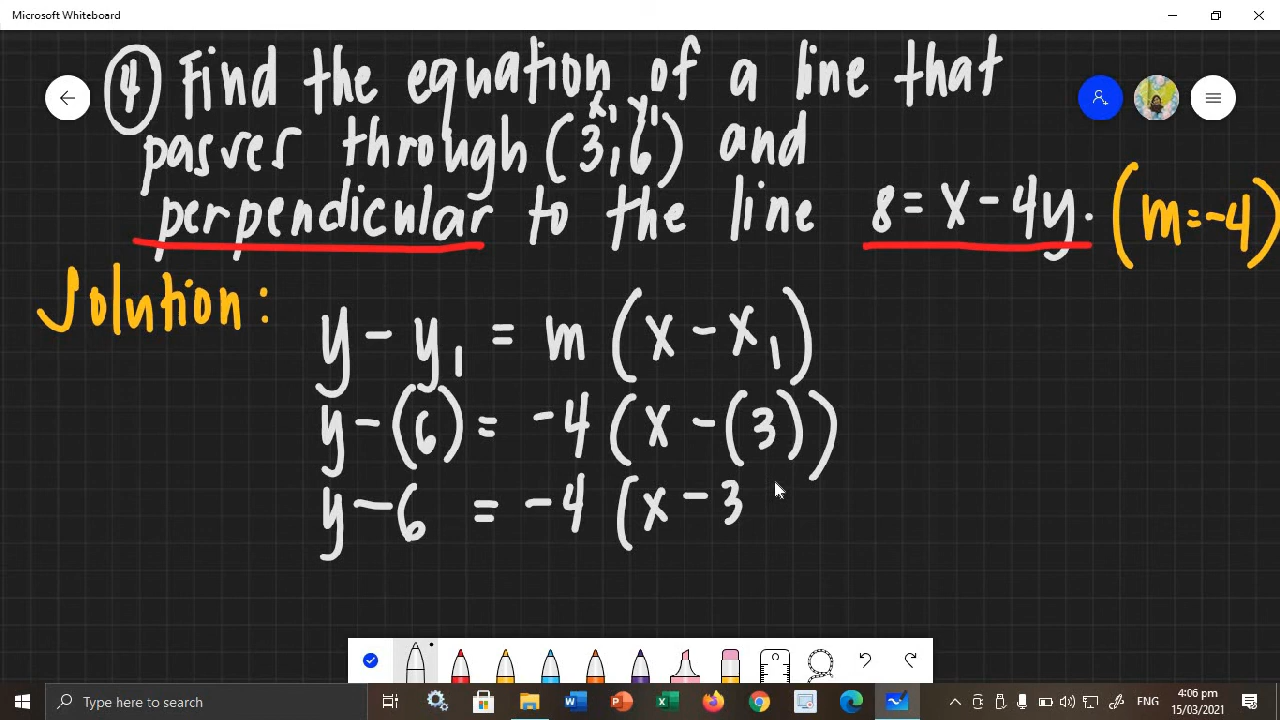 Microsoft Whiteboard
④ Find the equation of a line that
x₁ y₁
passes through (3,6) and
perpendicular to the line 8 = x - 4y. (m = -4)
Solution:
y - y₁ = m (x - x₁)
y - (6) = -4 (x - (3))
y - 6 = -4 (x - 3
Type here to search
ENG
4:06 pm
15/03/2021